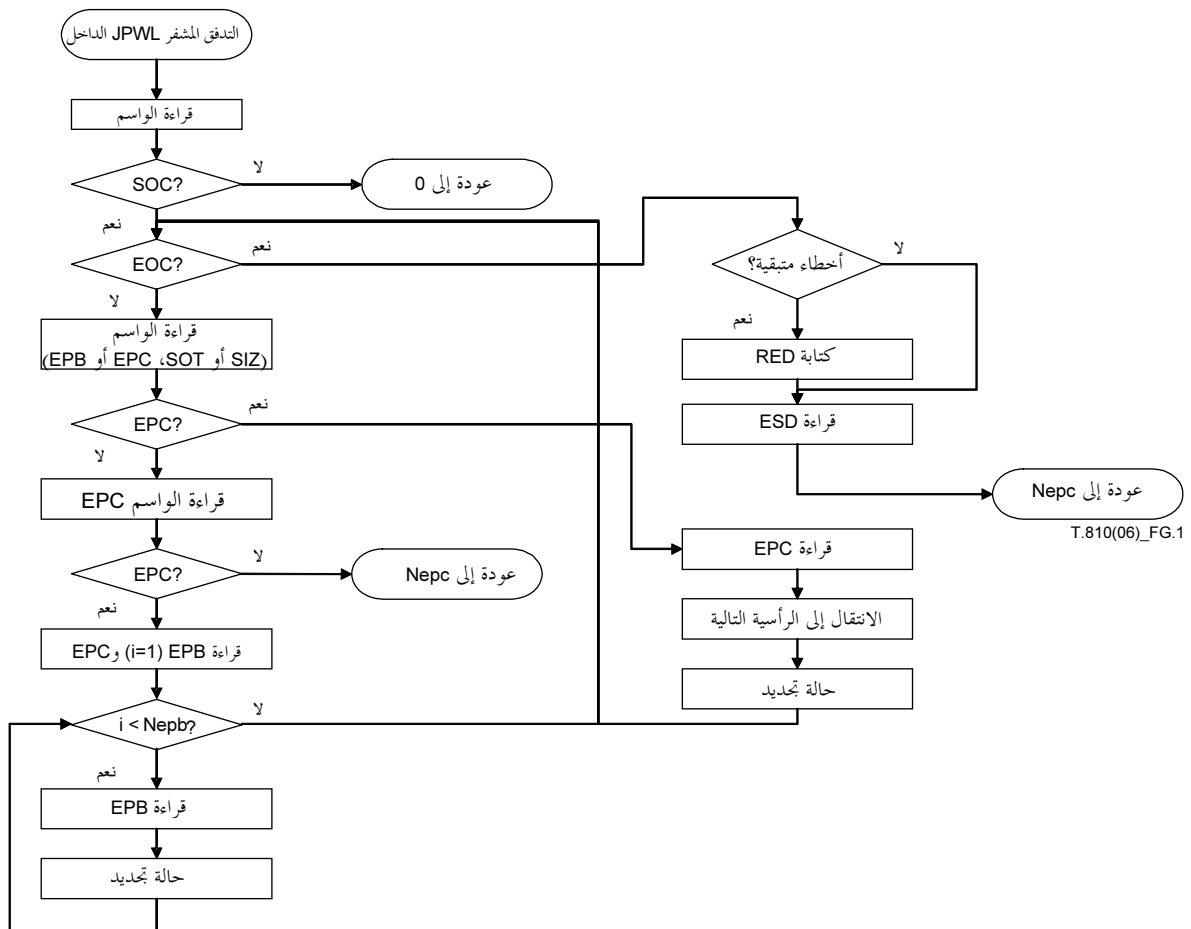 التدفق المشفر JPWL الداخل
قراءة الواسم
SOC?
لا
عودة إلى 0
نعم
EOC?
نعم
لا
أخطاء متبقية؟
لا
نعم
كتابة RED
قراءة ESD
عودة إلى Nepc
T.810(06)_FG.1
قراءة الواسم
(SIZ أو SOT، EPC أو EPB)
EPC?
نعم
لا
قراءة الواسم EPC
EPC?
لا
عودة إلى Nepc
نعم
قراءة EPB (i=1) وEPC
قراءة EPC
الانتقال إلى الرأسية التالية
حالة تجديد
i < Nepb?
لا
نعم
قراءة EPB
حالة تجديد